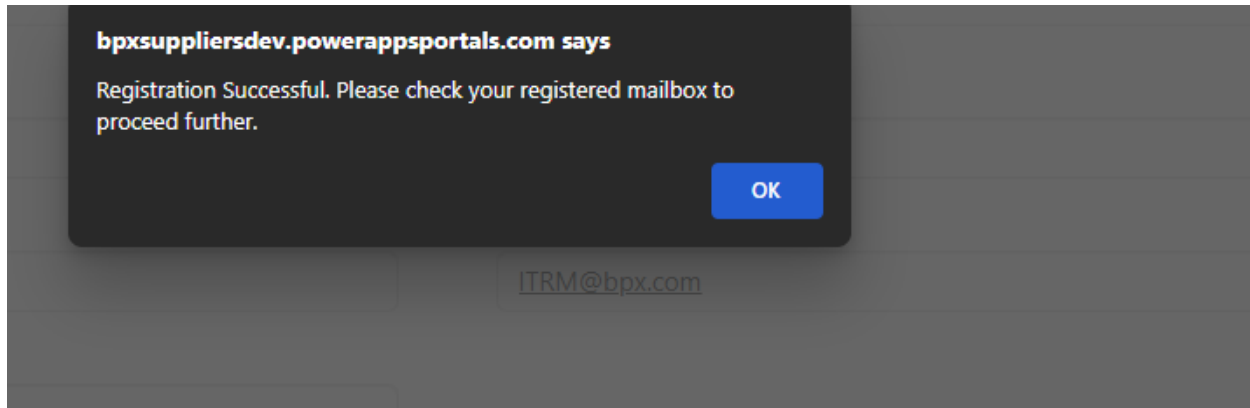 bpxsuppliersdev.powerappsportals.com says
Registration Successful. Please check your registered mailbox to
proceed further.
OK
ITRM@bpx.com